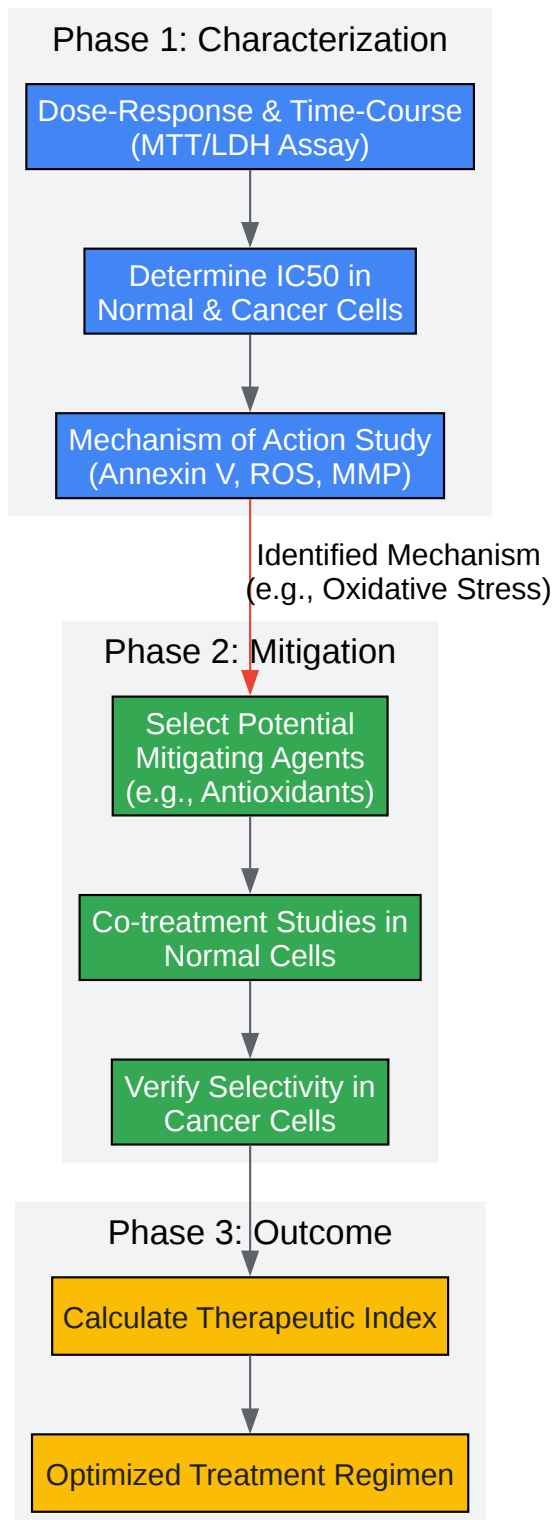 Phase 1: Characterization
Dose-Response & Time-Course
(MTT/LDH Assay)
Determine IC50 in
Normal & Cancer Cells
Mechanism of Action Study
(Annexin V, ROS, MMP)
Identified Mechanism
(e.g., Oxidative Stress)
Phase 2: Mitigation
Select Potential
Mitigating Agents
(e.g., Antioxidants)
Co-treatment Studies in
Normal Cells
Verify Selectivity in
Cancer Cells
Phase 3: Outcome
Calculate Therapeutic Index
Optimized Treatment Regimen